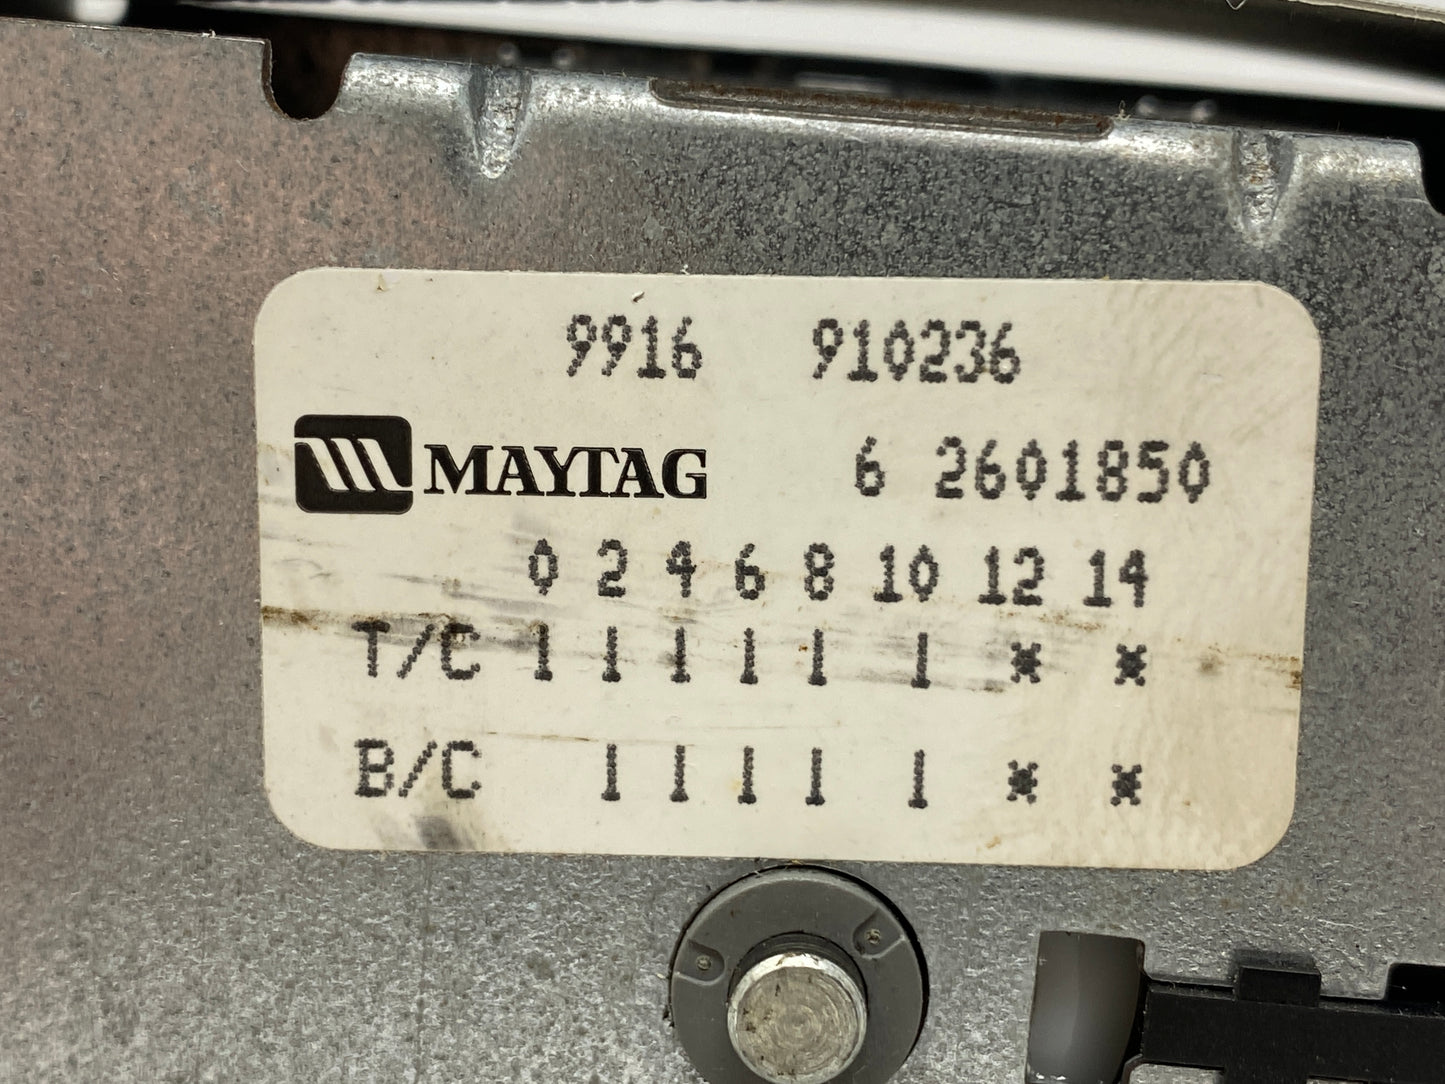 9916 910236
MAYTAG 6 2601850
0 2 4 6 8 10 12 14
T/C 1 1 1 1 1 1 * *
B/C 1 1 1 1 1 * *